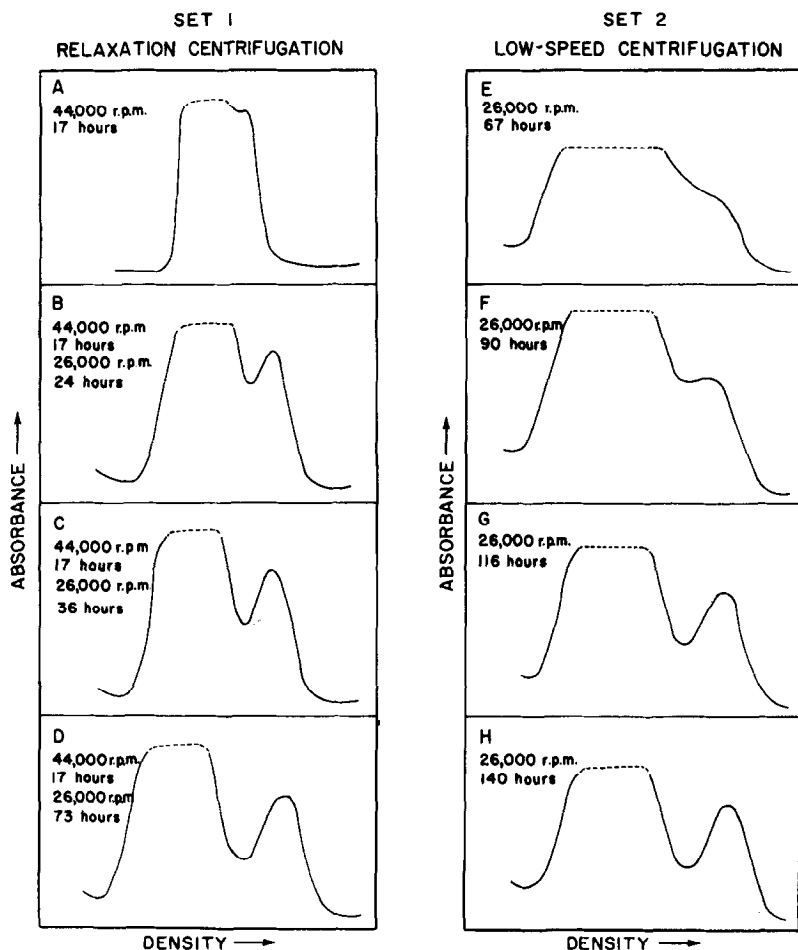 SET 1
RELAXATION CENTRIFUGATION
A
44,000 r.p.m.
17 hours
B
44,000 r.p.m
17 hours
26,000 r.p.m.
24 hours
C
44,000 r.p.m
17 hours
26,000 r.p.m.
36 hours
D
44,000 r.p.m.
17 hours
26,000 r.p.m
73 hours
ABSORBANCE →
DENSITY →
SET 2
LOW-SPEED CENTRIFUGATION
E
26,000 r.p.m.
67 hours
F
26,000 r.p.m
90 hours
G
26,000 r.p.m.
116 hours
H
26,000 r.p.m.
140 hours
ABSORBANCE →
DENSITY →